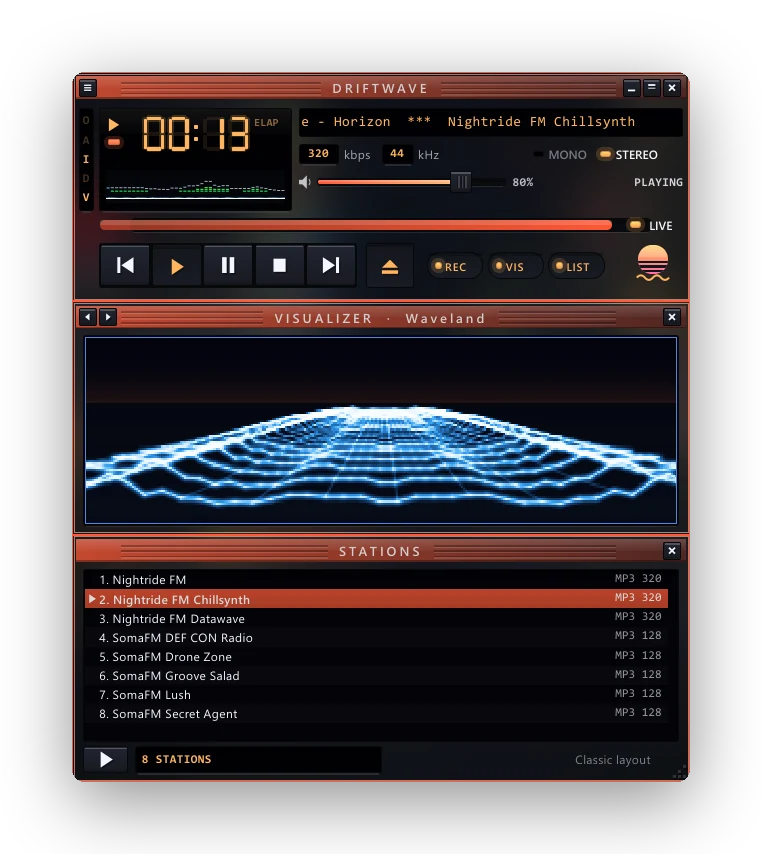 DRIFTWAVE
O
A
I
D
V
00:13
ELAP
e - Horizon *** Nightride FM Chillsynth
320 kbps 44 kHz MONO STEREO
80% PLAYING
LIVE
REC VIS LIST
VISUALIZER · Waveland
STATIONS
1. Nightride FM MP3 320
2. Nightride FM Chillsynth MP3 320
3. Nightride FM Datawave MP3 320
4. SomaFM DEF CON Radio MP3 128
5. SomaFM Drone Zone MP3 128
6. SomaFM Groove Salad MP3 128
7. SomaFM Lush MP3 128
8. SomaFM Secret Agent MP3 128
8 STATIONS Classic layout